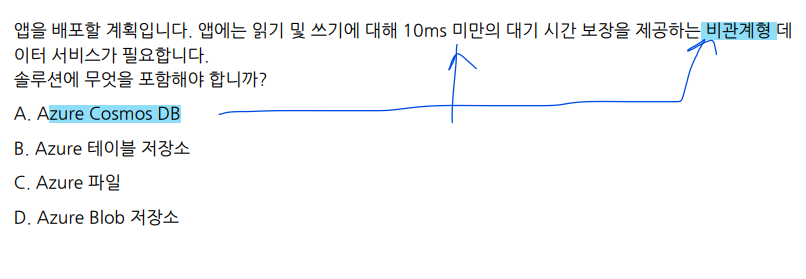 앱을 배포할 계획입니다. 앱에는 읽기 및 쓰기에 대해 10ms 미만의 대기 시간 보장을 제공하는 비관계형 데
이터 서비스가 필요합니다.
솔루션에 무엇을 포함해야 합니까?
A. Azure Cosmos DB
B. Azure 테이블 저장소
C. Azure 파일
D. Azure Blob 저장소